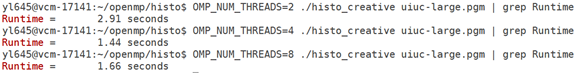 yl645@vcm-17141:~/openmp/histo$ OMP_NUM_THREADS=2 ./histo_creative uiuc-large.pgm | grep Runtime
Runtime = 2.91 seconds
yl645@vcm-17141:~/openmp/histo$ OMP_NUM_THREADS=4 ./histo_creative uiuc-large.pgm | grep Runtime
Runtime = 1.44 seconds
yl645@vcm-17141:~/openmp/histo$ OMP_NUM_THREADS=8 ./histo_creative uiuc-large.pgm | grep Runtime
Runtime = 1.66 seconds